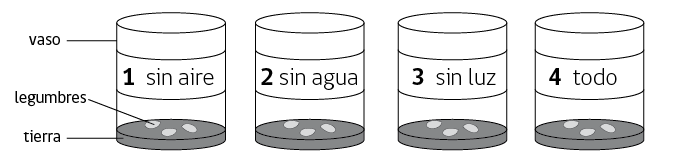 vaso
1 sin aire
2 sin agua
3 sin luz
4 todo
legumbres
tierra